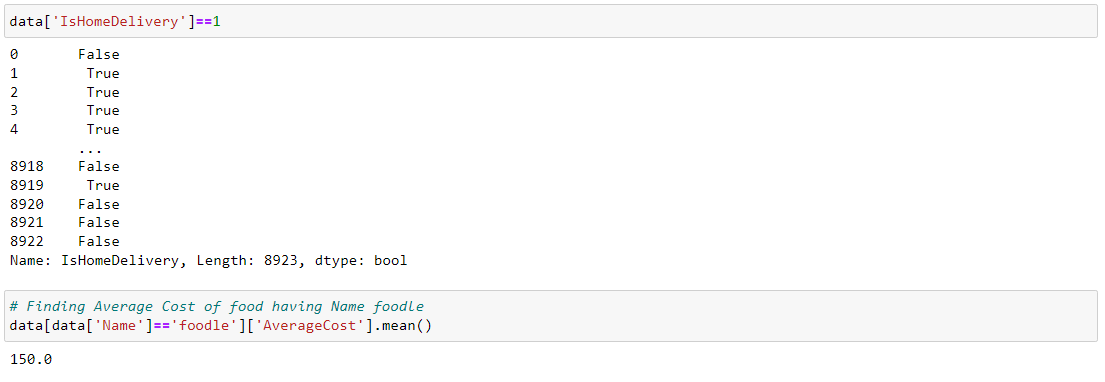 data['IsHomeDelivery']==1
0 False
1 True
2 True
3 True
4 True
...
8918 False
8919 True
8920 False
8921 False
8922 False
Name: IsHomeDelivery, Length: 8923, dtype: bool
# Finding Average Cost of food having Name foodle
data[data['Name']=='foodle']['AverageCost'].mean()
150.0